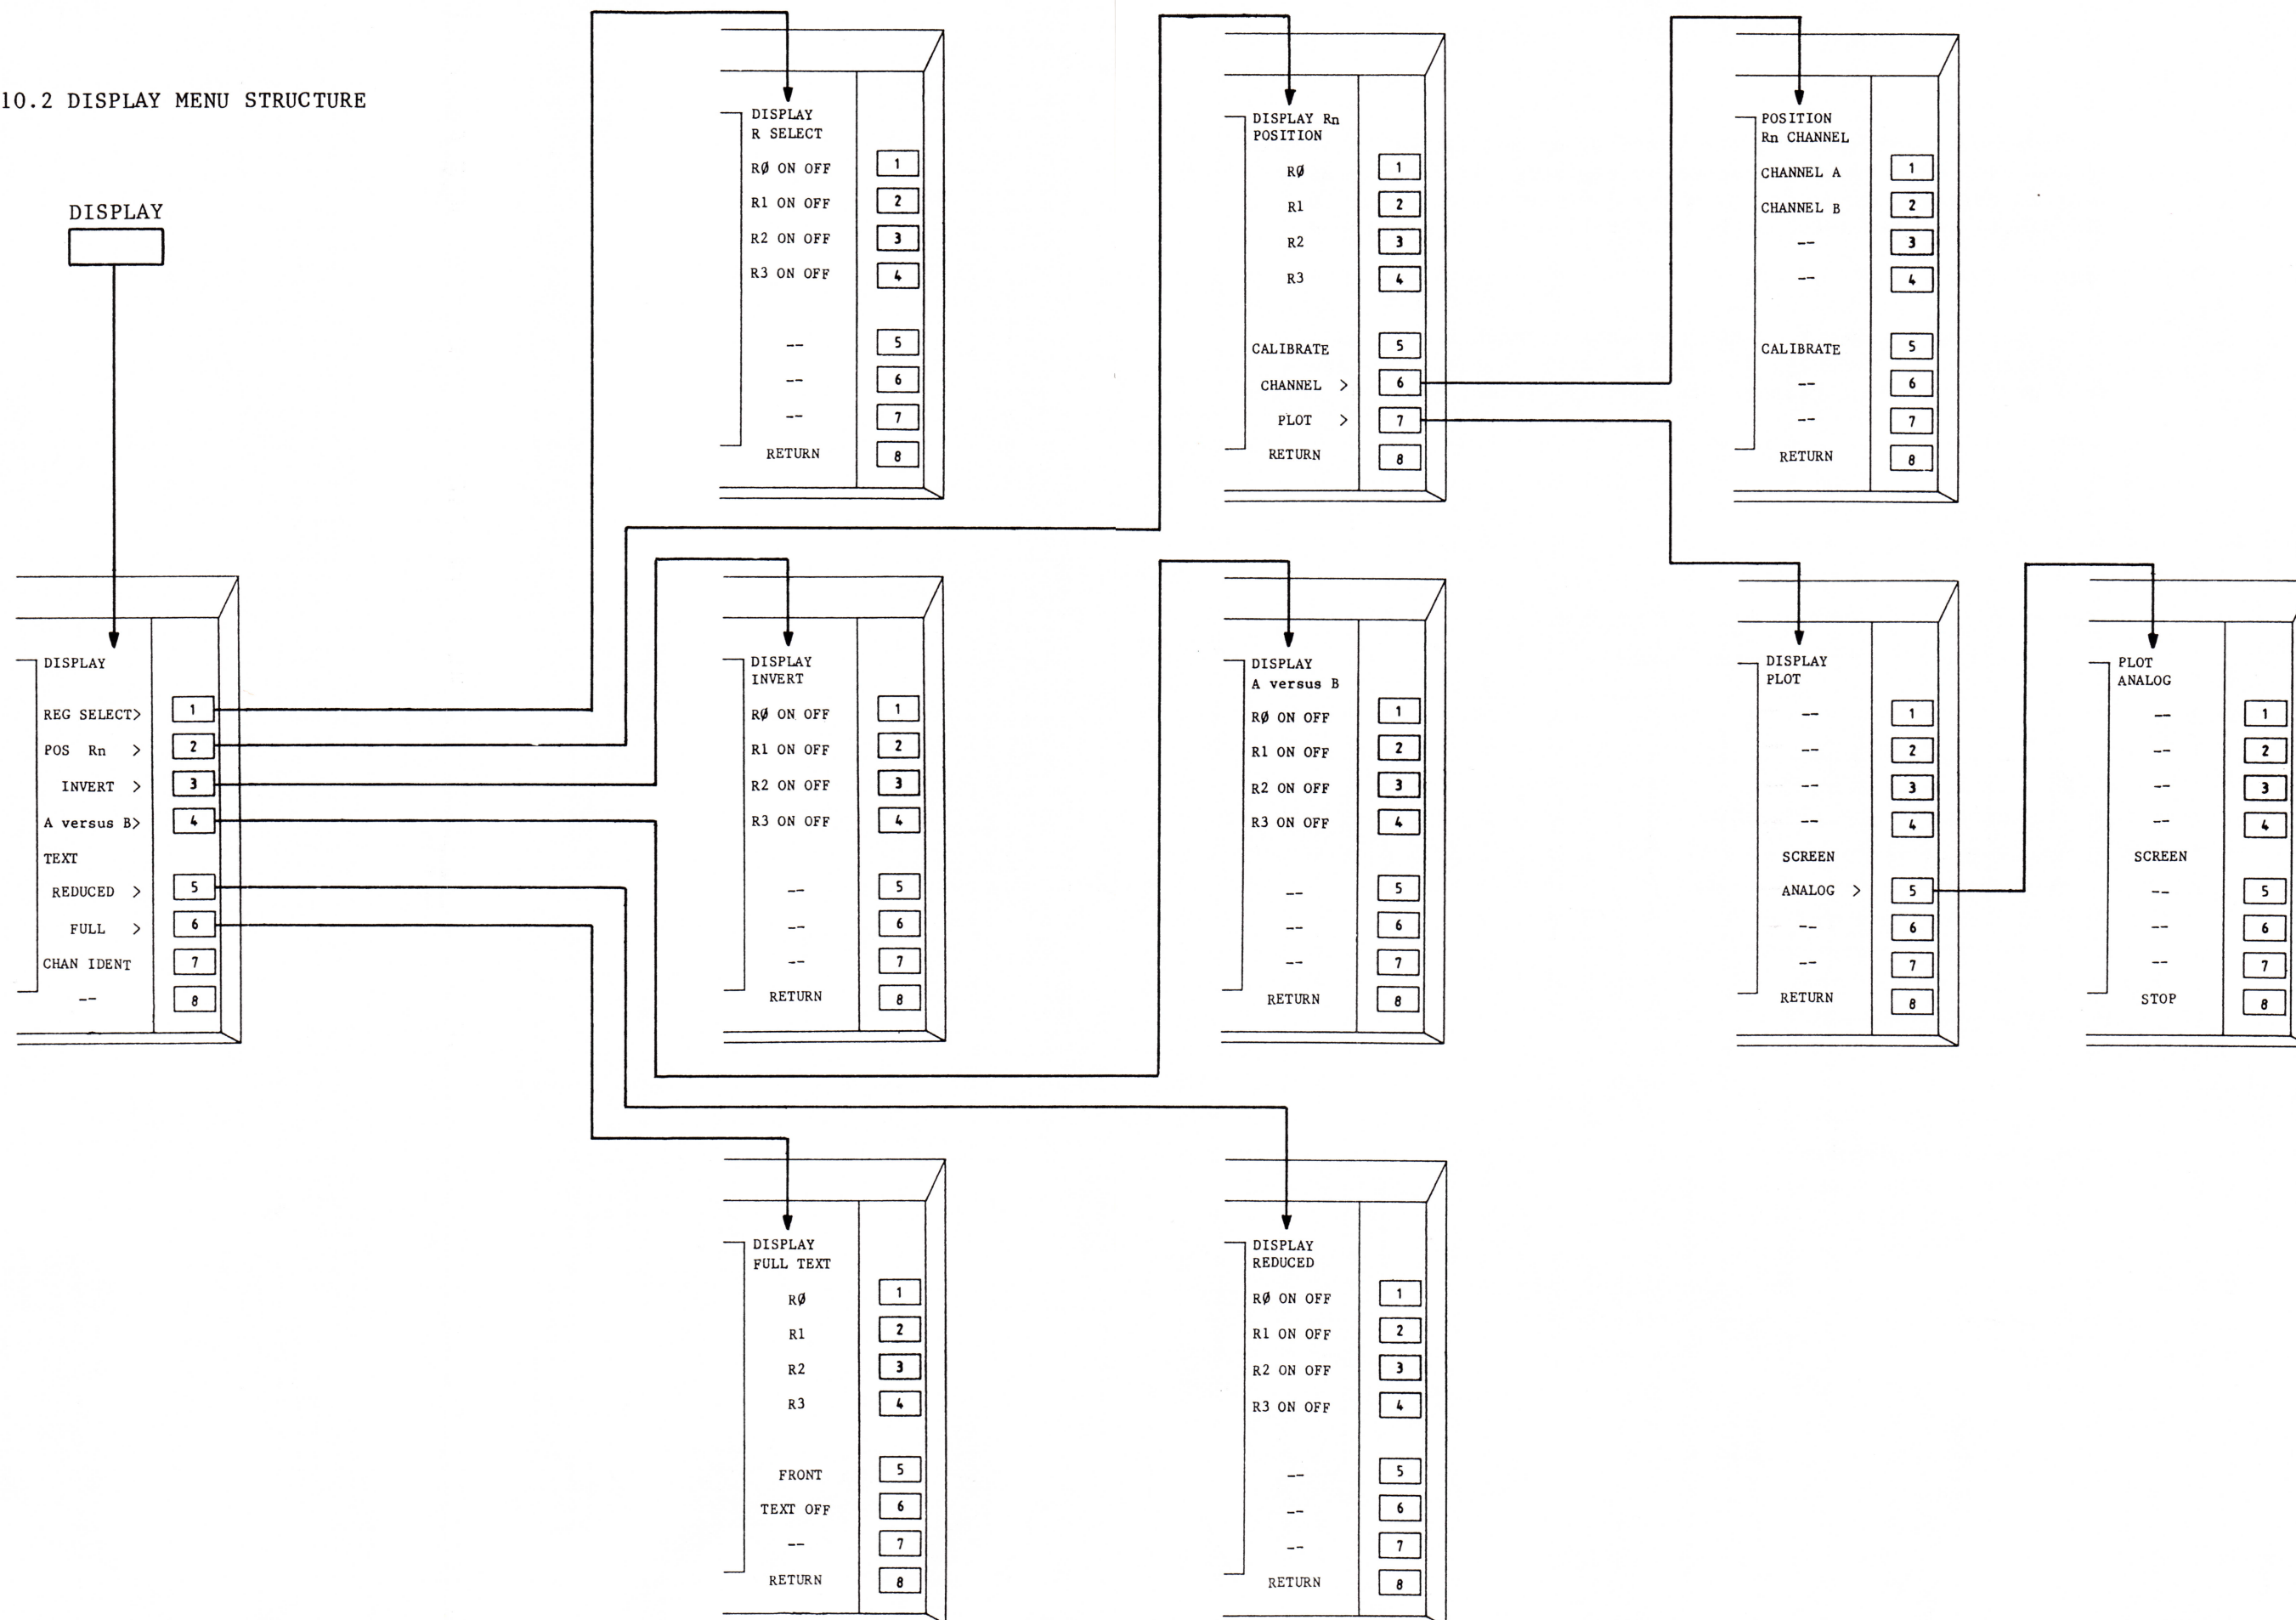 10.2 DISPLAY MENU STRUCTURE
DISPLAY
DISPLAY
REG SELECT> 1
POS Rn > 2
INVERT > 3
A versus B> 4
TEXT
REDUCED > 5
FULL > 6
CHAN IDENT 7
-- 8
DISPLAY
R SELECT
RØ ON OFF 1
R1 ON OFF 2
R2 ON OFF 3
R3 ON OFF 4
-- 5
-- 6
-- 7
RETURN 8
DISPLAY Rn
POSITION
RØ 1
R1 2
R2 3
R3 4
CALIBRATE 5
CHANNEL > 6
PLOT > 7
RETURN 8
POSITION
Rn CHANNEL
CHANNEL A 1
CHANNEL B 2
-- 3
-- 4
CALIBRATE 5
-- 6
-- 7
RETURN 8
DISPLAY
INVERT
RØ ON OFF 1
R1 ON OFF 2
R2 ON OFF 3
R3 ON OFF 4
-- 5
-- 6
-- 7
RETURN 8
DISPLAY
A versus B
RØ ON OFF 1
R1 ON OFF 2
R2 ON OFF 3
R3 ON OFF 4
-- 5
-- 6
-- 7
RETURN 8
DISPLAY
PLOT
-- 1
-- 2
-- 3
-- 4
SCREEN
ANALOG > 5
-- 6
-- 7
RETURN 8
PLOT
ANALOG
-- 1
-- 2
-- 3
-- 4
SCREEN
-- 5
-- 6
-- 7
STOP 8
DISPLAY
FULL TEXT
RØ 1
R1 2
R2 3
R3 4
FRONT 5
TEXT OFF 6
-- 7
RETURN 8
DISPLAY
REDUCED
RØ ON OFF 1
R1 ON OFF 2
R2 ON OFF 3
R3 ON OFF 4
-- 5
-- 6
-- 7
RETURN 8